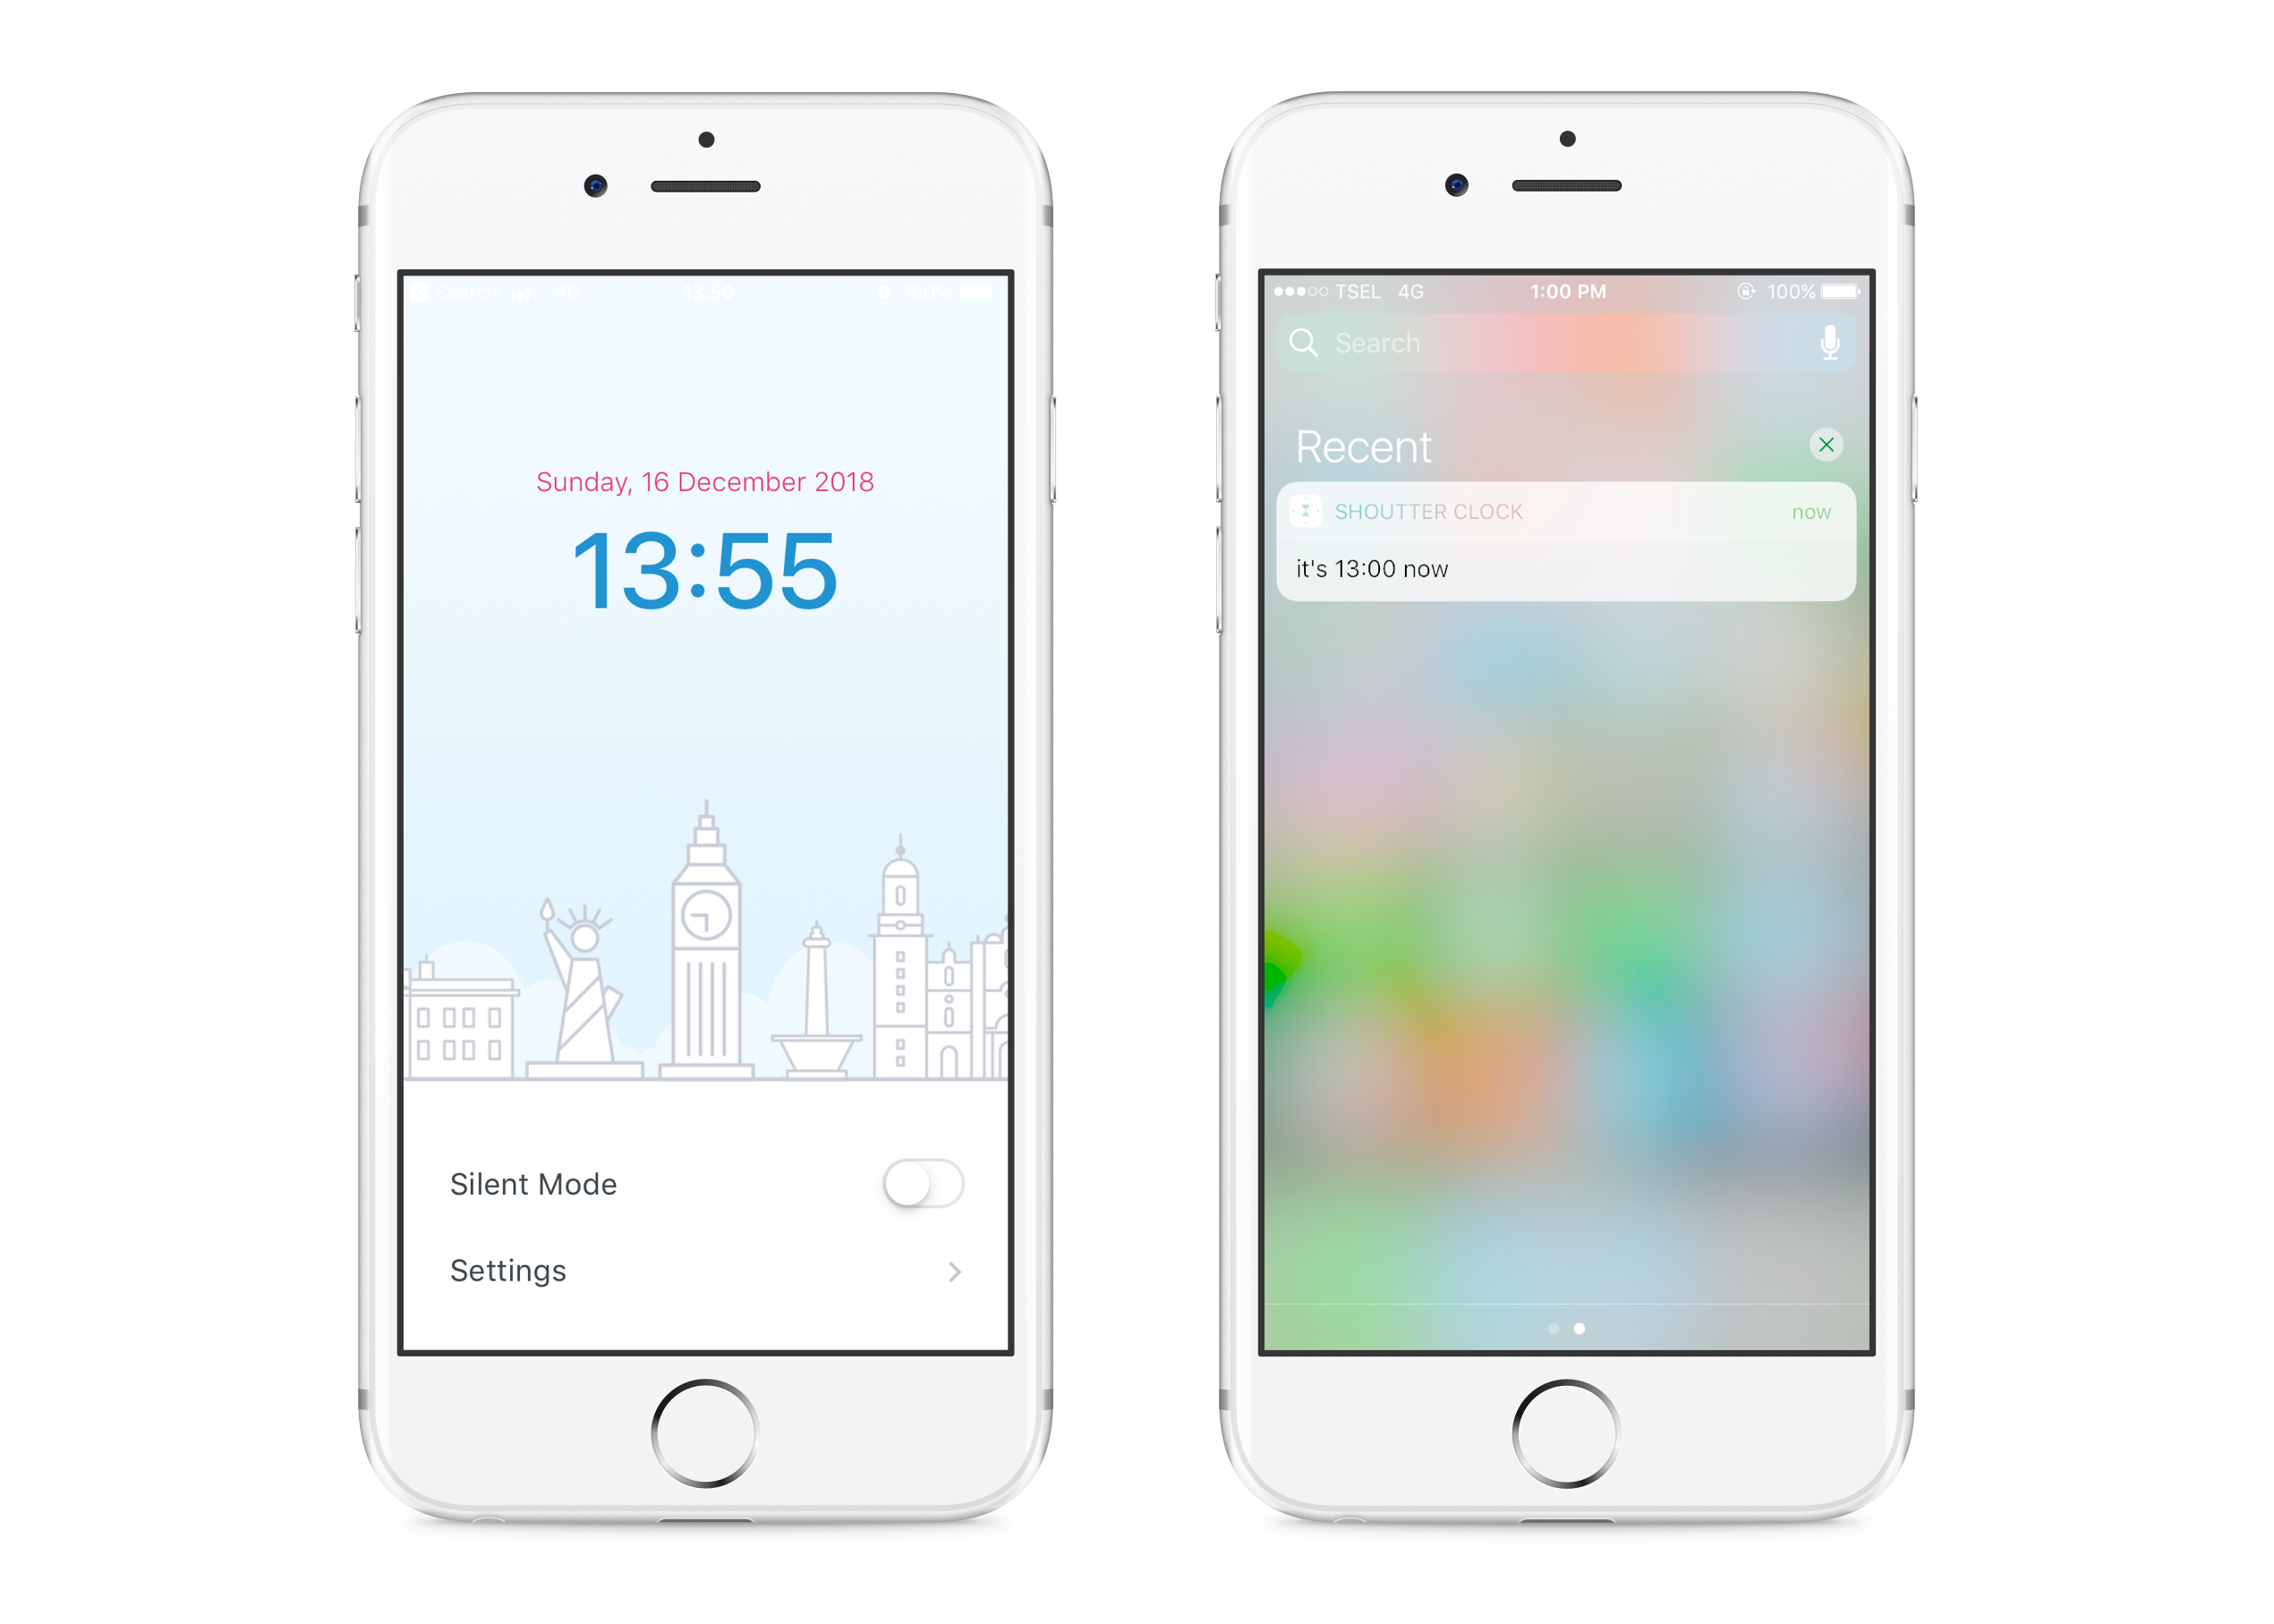 Search 4G 13.55 100%
Sunday, 16 December 2018
13:55
Silent Mode
Settings
TSEL 4G 1:00 PM 100%
Search
Recent
SHOUTTER CLOCK now
it's 13:00 now